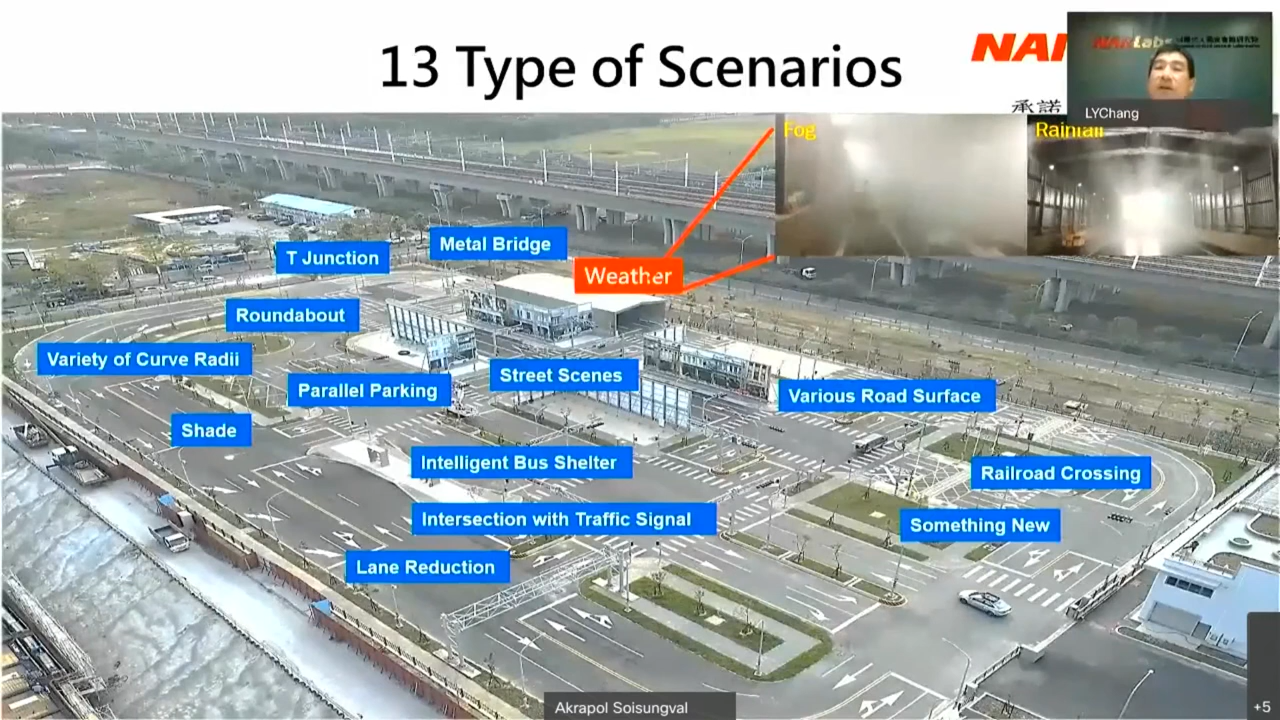 13 Type of Scenarios
NAR Labs
承諾
LYChang
Fog
Rainfall
Metal Bridge
T Junction
Weather
Roundabout
Variety of Curve Radii
Street Scenes
Parallel Parking
Various Road Surface
Shade
Intelligent Bus Shelter
Railroad Crossing
Intersection with Traffic Signal
Something New
Lane Reduction
Akrapol Soisungval
+5